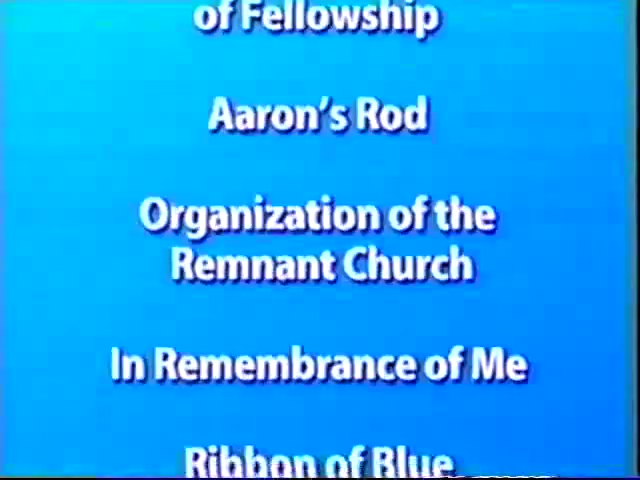 of Fellowship
Aaron's Rod
Organization of the
Remnant Church
In Remembrance of Me
Ribbon of Blue